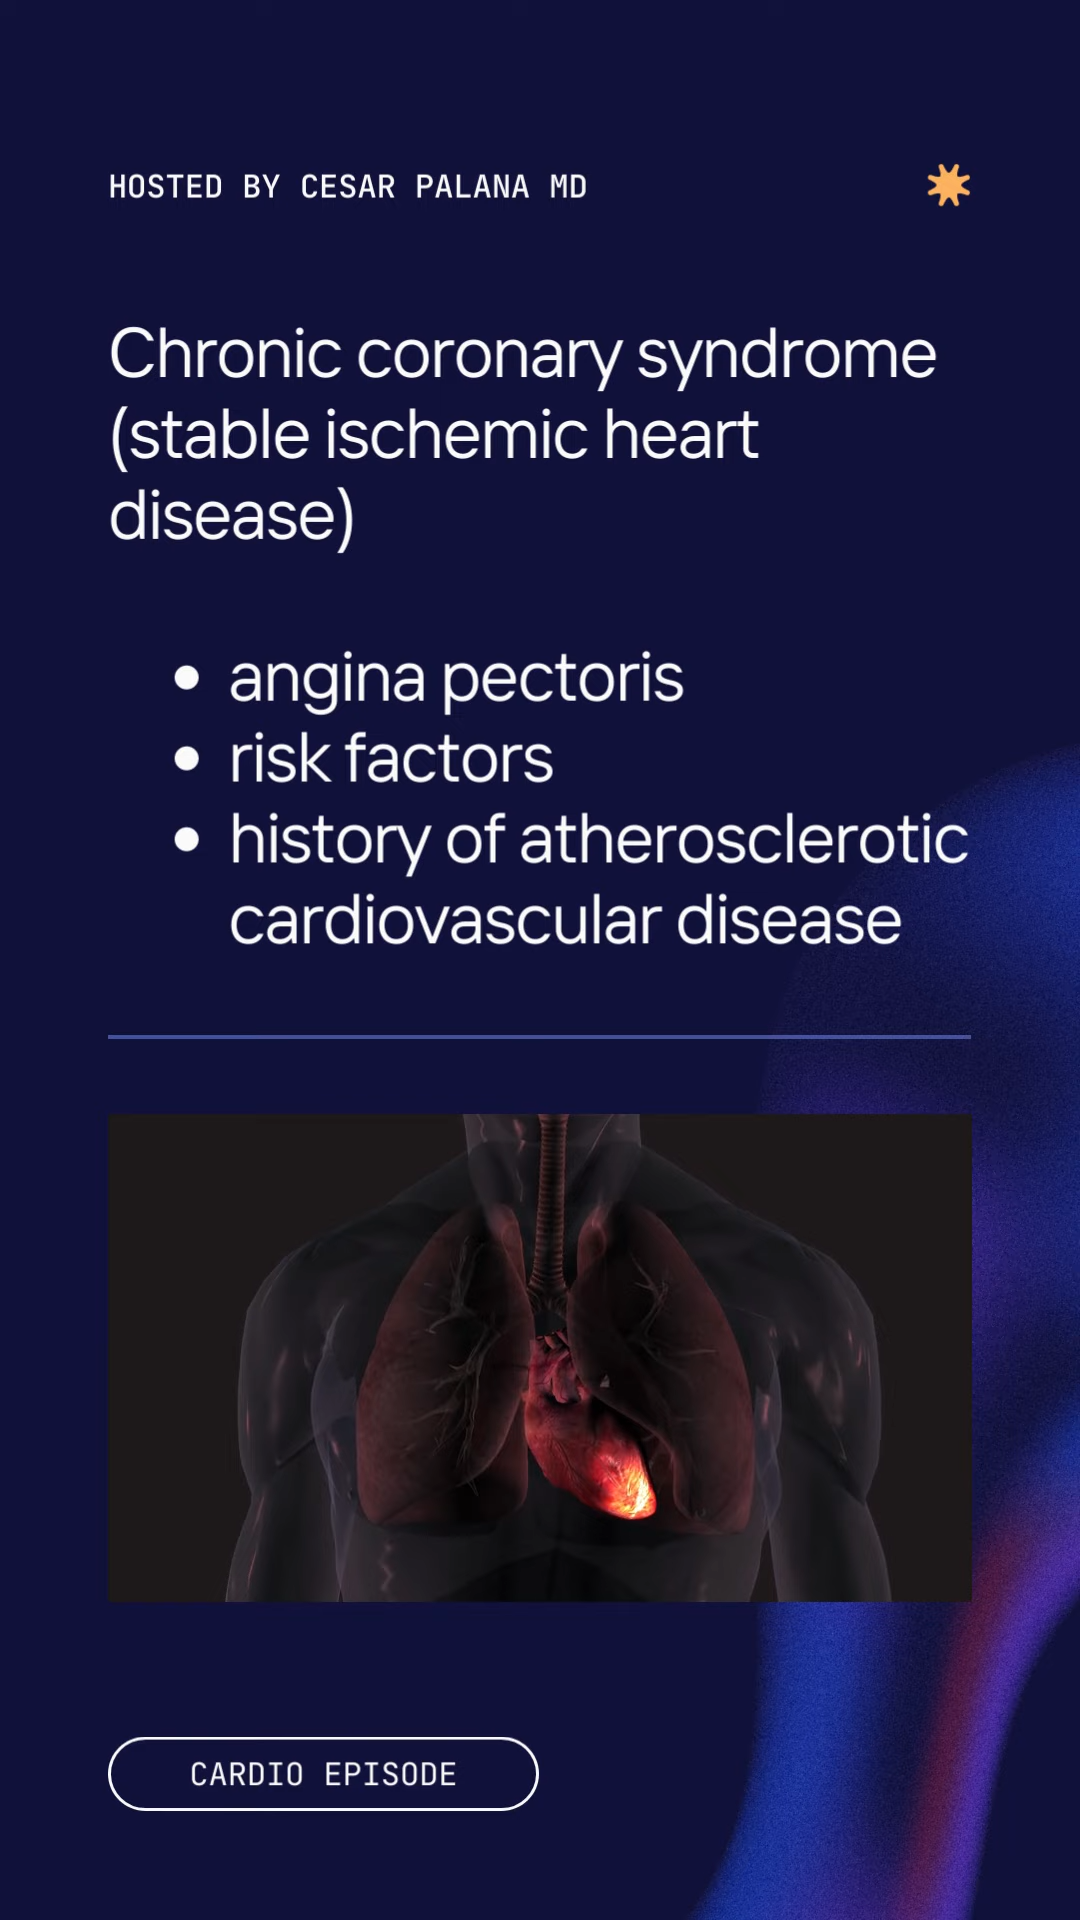 HOSTED BY CESAR PALANA MD
Chronic coronary syndrome
(stable ischemic heart
disease)
• angina pectoris
• risk factors
• history of atherosclerotic
cardiovascular disease
CARDIO EPISODE